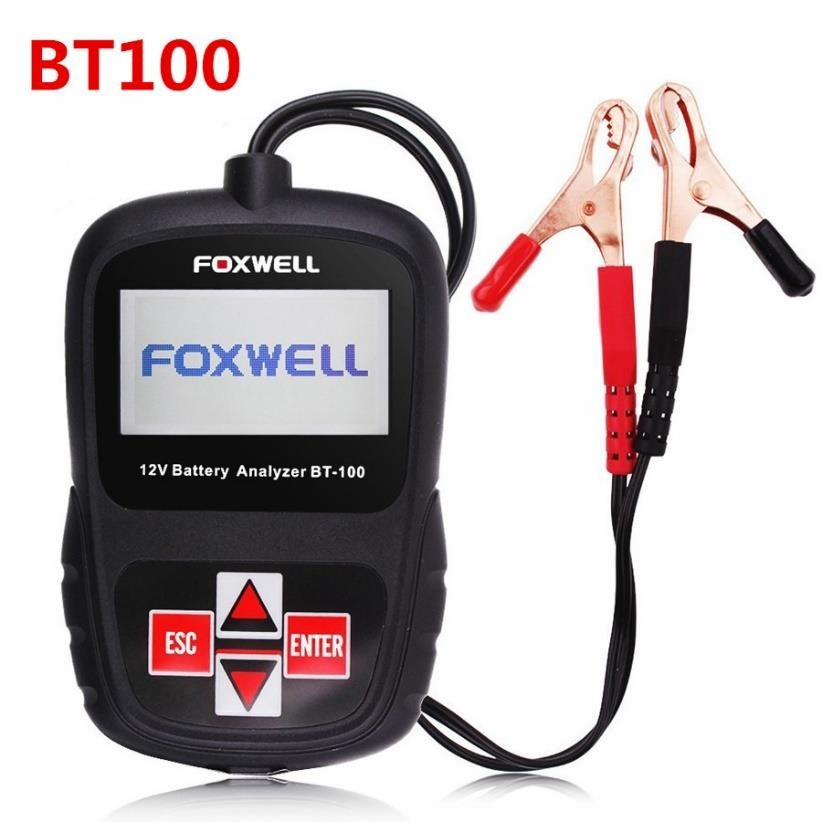 BT100
FOXWELL
FOXWELL
12V Battery Analyzer BT-100
ESC
ENTER